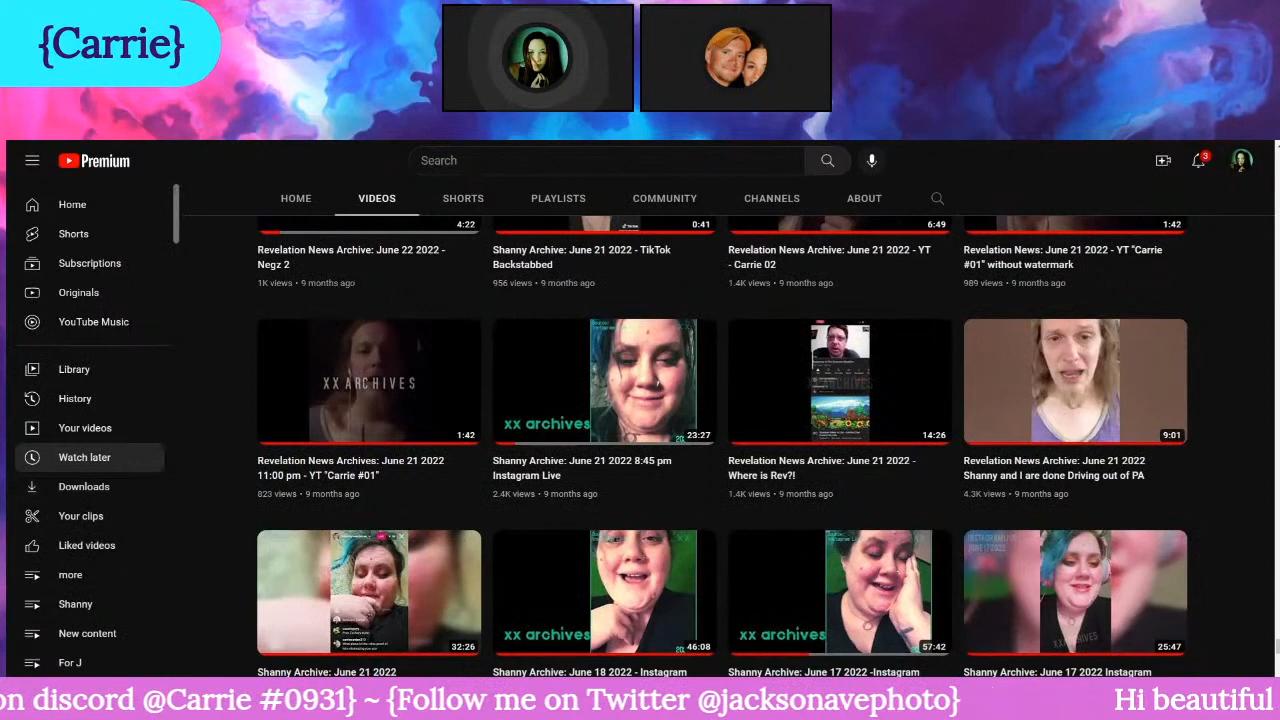 {Carrie}
Premium
Search
3
HOME VIDEOS SHORTS PLAYLISTS COMMUNITY CHANNELS ABOUT
Home
Shorts
Subscriptions
Originals
YouTube Music
Library
History
Your videos
Watch later
Downloads
Your clips
Liked videos
more
Shanny
New content
For J
4:22
Revelation News Archive: June 22 2022 -
Negz 2
1K views • 9 months ago
TikTok
0:41
Shanny Archive: June 21 2022 - TikTok
Backstabbed
956 views • 9 months ago
6:49
Revelation News Archive: June 21 2022 - YT
- Carrie 02
1.4K views • 9 months ago
1:42
Revelation News Archive: June 21 2022 - YT "Carrie
#01" without watermark
989 views • 9 months ago
XX ARCHIVES
1:42
Revelation News Archives: June 21 2022
11:00 pm - YT "Carrie #01"
823 views • 9 months ago
xx archives
23:27
Shanny Archive: June 21 2022 8:45 pm
Instagram Live
2.4K views • 9 months ago
14:26
Revelation News Archive: June 21 2022 -
Where is Rev?!
1.4K views • 9 months ago
9:01
Revelation News Archive: June 21 2022
Shanny and I are done Driving out of PA
4.3K views • 9 months ago
32:26
Shanny Archive: June 21 2022
xx archives
46:08
Shanny Archive: June 18 2022 - Instagram
xx archives
57:42
Shanny Archive: June 17 2022 -Instagram
INSTAGRAM LIVE
JUNE 17 2022
25:47
Shanny Archive: June 17 2022 Instagram
on discord @Carrie #0931} ~ {Follow me on Twitter @jacksonavephoto} Hi beautiful